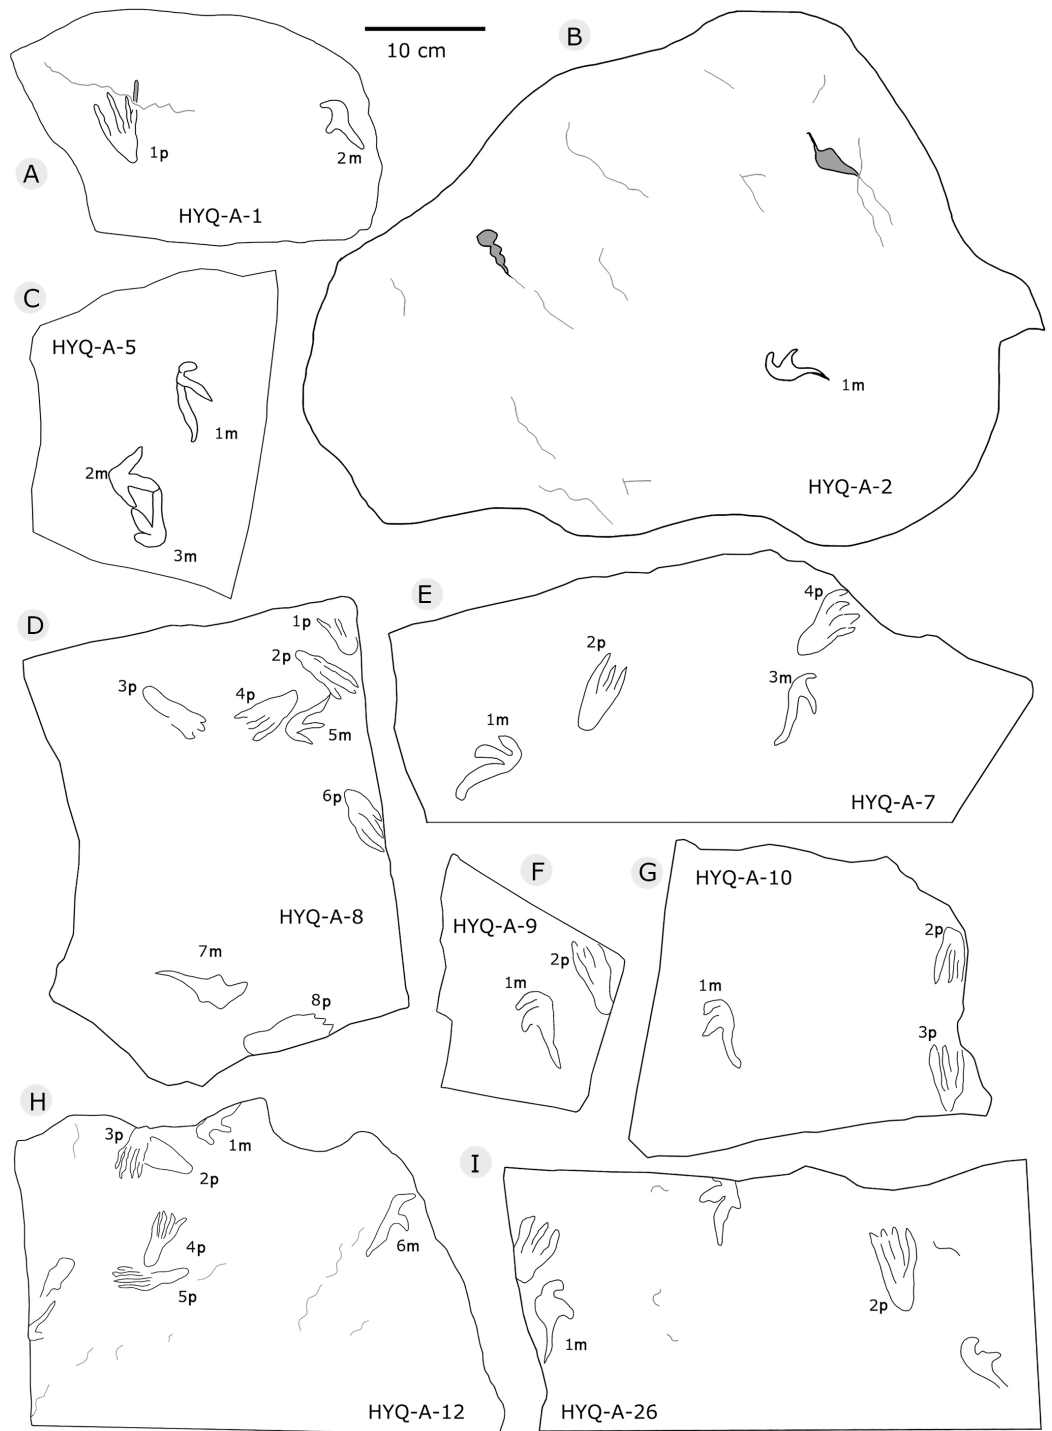 10 cm
A
1p
2m
HYQ-A-1
B
1m
HYQ-A-2
C
HYQ-A-5
1m
2m
3m
D
1p
2p
3p
4p
5m
6p
HYQ-A-8
7m
8p
E
4p
2p
3m
1m
HYQ-A-7
F
HYQ-A-9
2p
1m
G
HYQ-A-10
2p
1m
3p
H
3p
1m
2p
4p
6m
5p
HYQ-A-12
I
2p
1m
HYQ-A-26